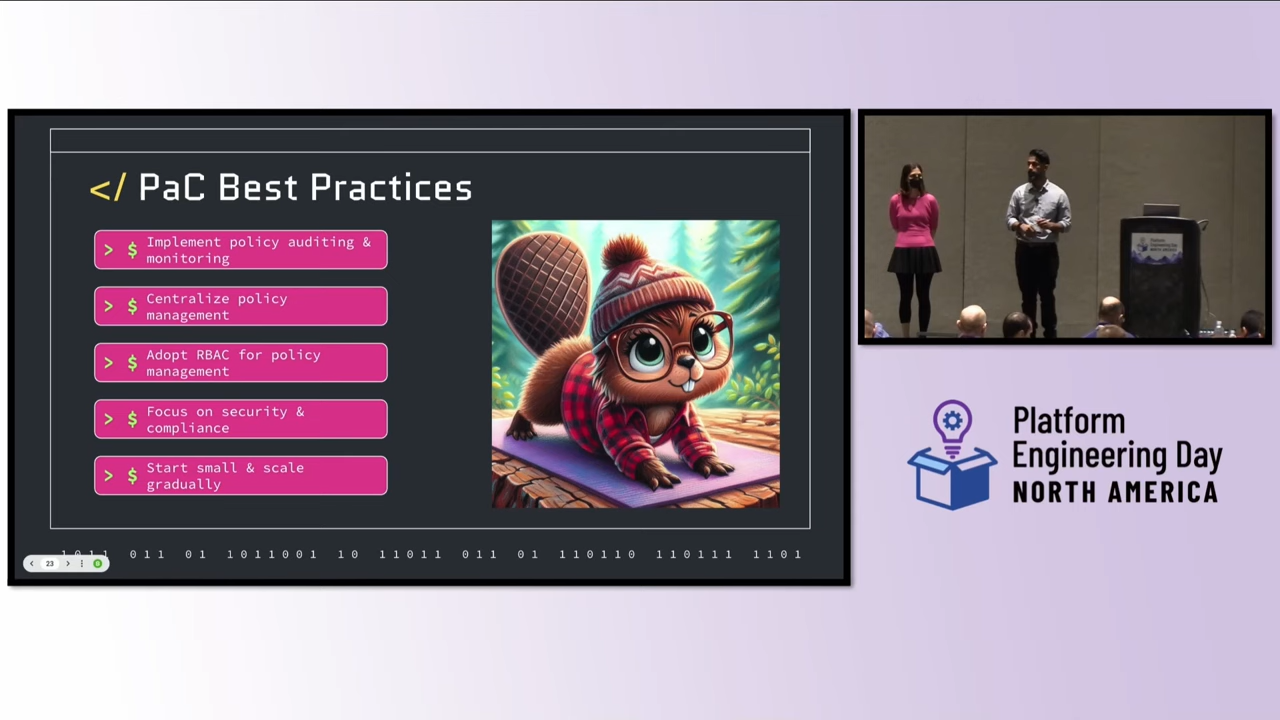 </ PaC Best Practices
> $ Implement policy auditing &
monitoring
> $ Centralize policy
management
> $ Adopt RBAC for policy
management
> $ Focus on security &
compliance
> $ Start small & scale
gradually
1011 011 01 1011001 10 11011 011 01 110110 110111 1101
23
Platform
Engineering Day
NORTH AMERICA